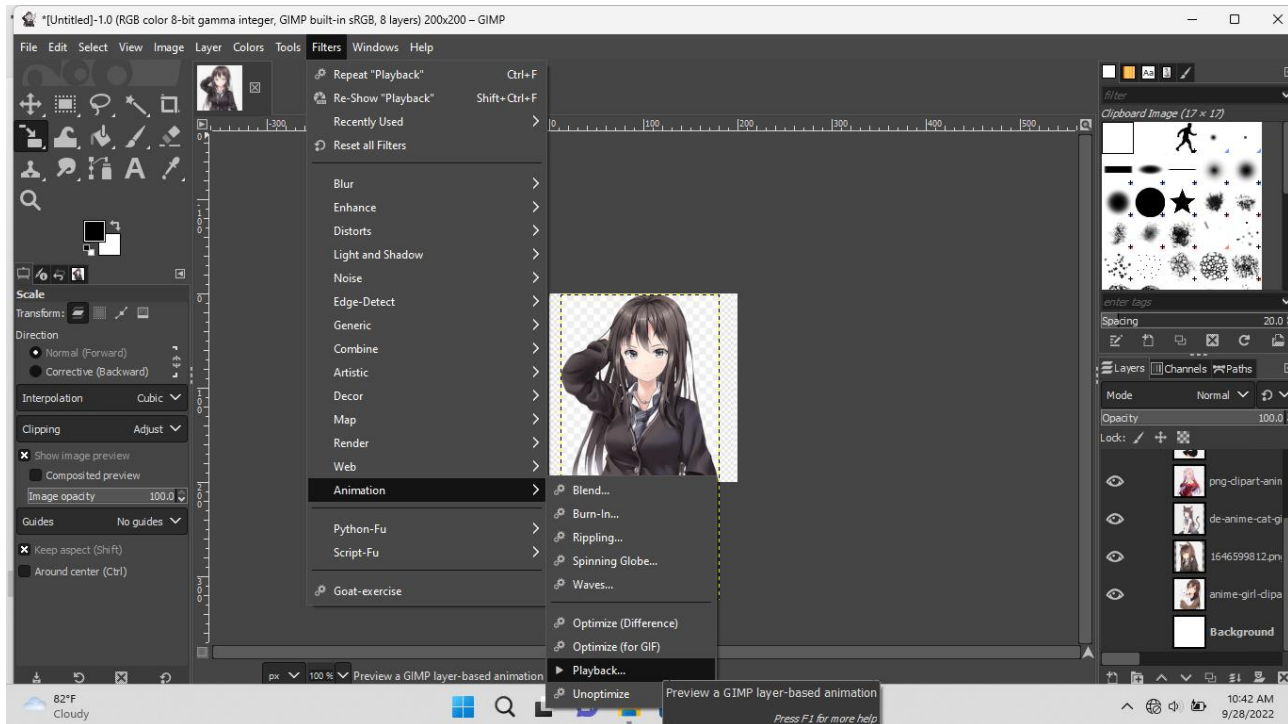 *[Untitled]-1.0 (RGB color 8-bit gamma integer, GIMP built-in sRGB, 8 layers) 200x200 – GIMP
File Edit Select View Image Layer Colors Tools Filters Windows Help
Repeat "Playback" Ctrl+F
Re-Show "Playback" Shift+Ctrl+F
Recently Used
Reset all Filters
Blur
Enhance
Distorts
Light and Shadow
Noise
Edge-Detect
Generic
Combine
Artistic
Decor
Map
Render
Web
Animation
Python-Fu
Script-Fu
Goat-exercise
Blend...
Burn-In...
Rippling...
Spinning Globe...
Waves...
Optimize (Difference)
Optimize (for GIF)
Playback...
Unoptimize
Preview a GIMP layer-based animation
Press F1 for more help
Scale
Transform:
Direction
Normal (Forward)
Corrective (Backward)
Interpolation Cubic
Clipping Adjust
Show image preview
Composited preview
Image opacity 100.0
Guides No guides
Keep aspect (Shift)
Around center (Ctrl)
-300 0 100 200 300 400 500
px 100 % Preview a GIMP layer-based animation
filter
Clipboard Image (17 × 17)
enter tags
Spacing 20.0
Layers Channels Paths
Mode Normal
Opacity 100.0
Lock:
png-clipart-anin
de-anime-cat-gi
1646599812.pn
anime-girl-clipa
Background
82°F
Cloudy
10:42 AM
9/28/2022